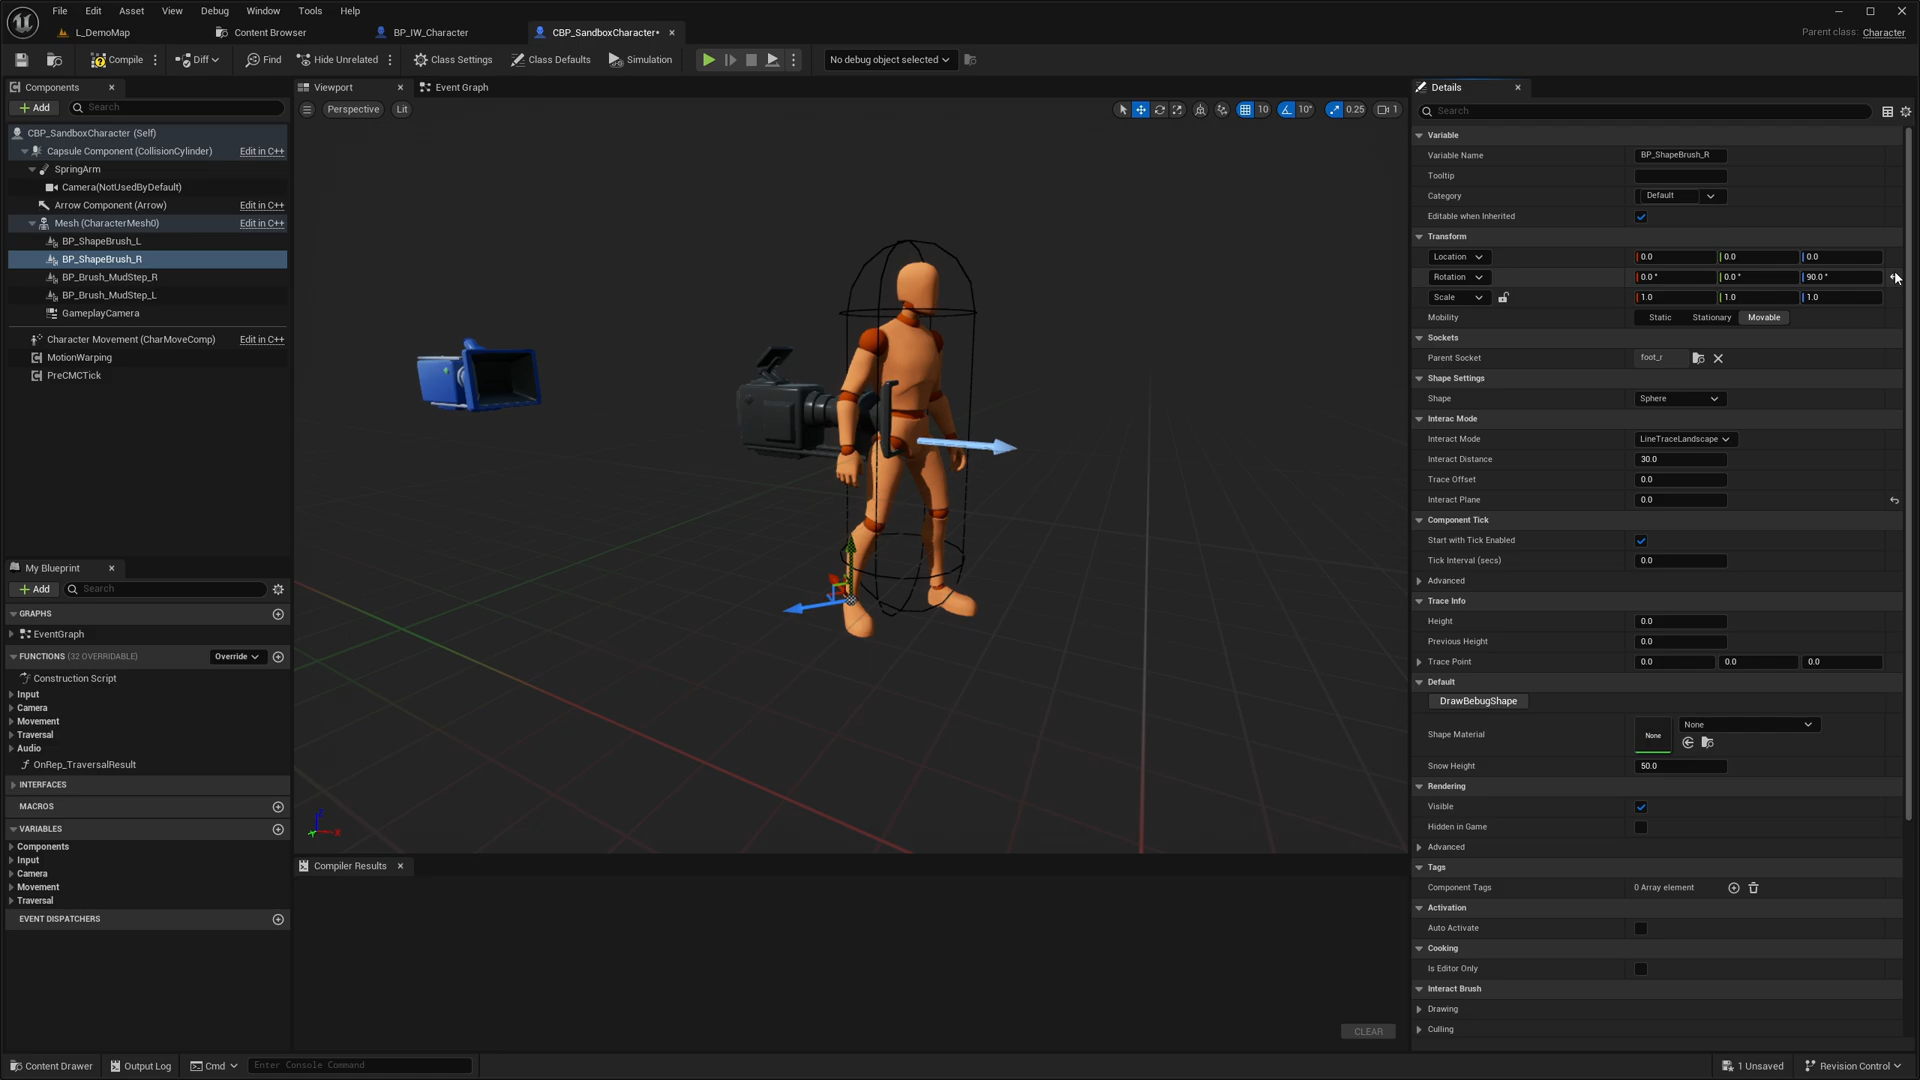 File Edit Asset View Debug Window Tools Help
L_DemoMap Content Browser BP_IW_Character CBP_SandboxCharacter* Parent class: Character
Compile Diff Find Hide Unrelated Class Settings Class Defaults Simulation No debug object selected
Components
Add Search
CBP_SandboxCharacter (Self)
Capsule Component (CollisionCylinder) Edit in C++
SpringArm
Camera(NotUsedByDefault)
Arrow Component (Arrow) Edit in C++
Mesh (CharacterMesh0) Edit in C++
BP_ShapeBrush_L
BP_ShapeBrush_R
BP_Brush_MudStep_R
BP_Brush_MudStep_L
GameplayCamera
Character Movement (CharMoveComp) Edit in C++
MotionWarping
PreCMCTick
My Blueprint
Add Search
GRAPHS
EventGraph
FUNCTIONS (32 OVERRIDABLE) Override
Construction Script
Input
Camera
Movement
Traversal
Audio
OnRep_TraversalResult
INTERFACES
MACROS
VARIABLES
Components
Input
Camera
Movement
Traversal
EVENT DISPATCHERS
Viewport Event Graph
Perspective Lit 10 10° 0.25 1
Compiler Results
CLEAR
Details
Search
Variable
Variable Name BP_ShapeBrush_R
Tooltip
Category Default
Editable when Inherited
Transform
Location 0.0 0.0 0.0
Rotation 0.0 ° 0.0 ° 90.0 °
Scale 1.0 1.0 1.0
Mobility Static Stationary Movable
Sockets
Parent Socket foot_r
Shape Settings
Shape Sphere
Interac Mode
Interact Mode LineTraceLandscape
Interact Distance 30.0
Trace Offset 0.0
Interact Plane 0.0
Component Tick
Start with Tick Enabled
Tick Interval (secs) 0.0
Advanced
Trace Info
Height 0.0
Previous Height 0.0
Trace Point 0.0 0.0 0.0
Default
DrawBebugShape
Shape Material None None
Snow Height 50.0
Rendering
Visible
Hidden in Game
Advanced
Tags
Component Tags 0 Array element
Activation
Auto Activate
Cooking
Is Editor Only
Interact Brush
Drawing
Culling
Content Drawer Output Log Cmd Enter Console Command 1 Unsaved Revision Control